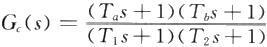 G_c(s) = \frac{(T_a s + 1)(T_b s + 1)}{(T_1 s + 1)(T_2 s + 1)}